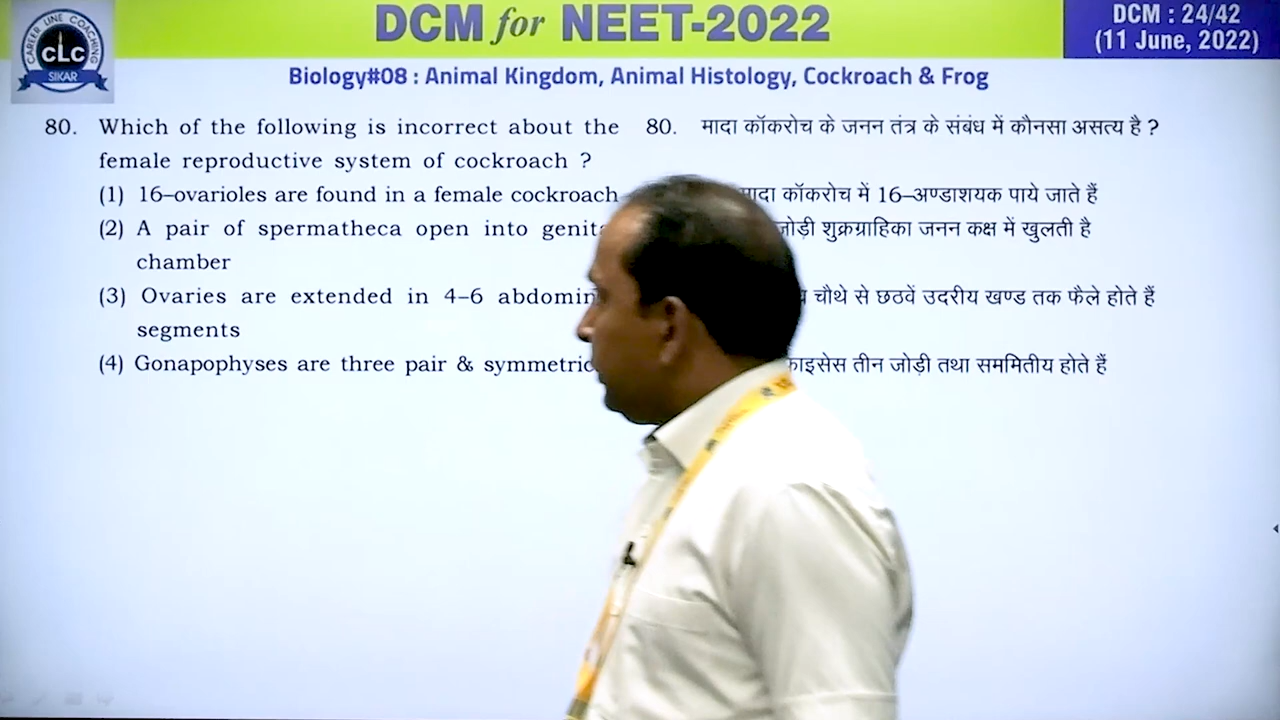 DCM for NEET-2022
DCM : 24/42
(11 June, 2022)
CAREER LINE COACHING
CLC
SIKAR
Biology#08 : Animal Kingdom, Animal Histology, Cockroach & Frog
80. Which of the following is incorrect about the
female reproductive system of cockroach ?
(1) 16–ovarioles are found in a female cockroach
(2) A pair of spermatheca open into
chamber
(3) Ovaries are extended in 4–6
segments
(4) Gonapophyses are three pair &
80. मादा कॉकरोच के जनन तंत्र के संबंध में कौनसा असत्य है ?
कॉकरोच में 16–अण्डाशयक पाये जाते हैं
शुक्रग्राहिका जनन कक्ष में खुलती है
चौथे से छठवें उदरीय खण्ड तक फैले होते हैं
तीन जोड़ी तथा सममितीय होते हैं